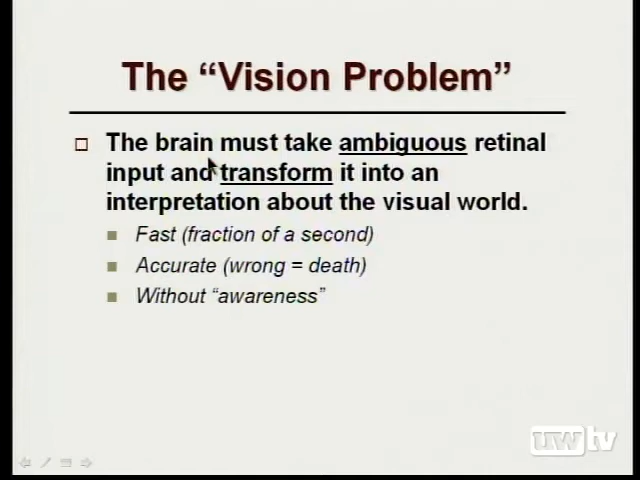 The “Vision Problem”
The brain must take ambiguous retinal
input and transform it into an
interpretation about the visual world.
Fast (fraction of a second)
Accurate (wrong = death)
Without “awareness”
uwtv